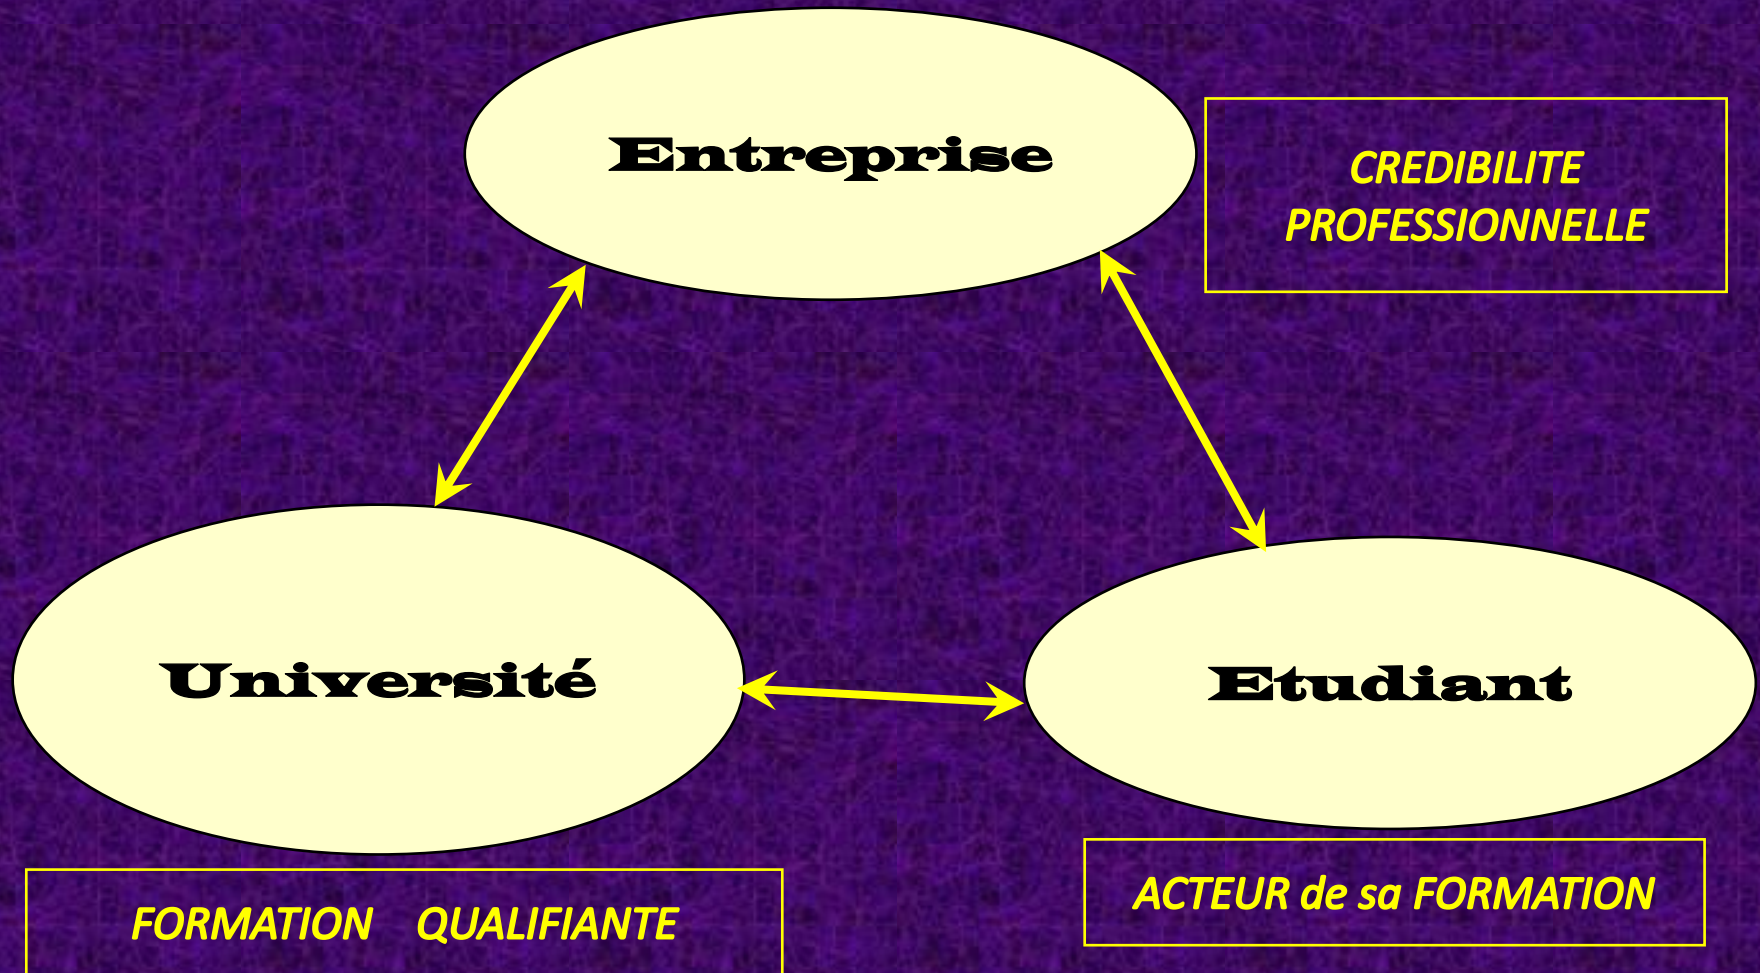 Entreprise
CREDIBILITE
PROFESSIONNELLE
Université
Etudiant
ACTEUR de sa FORMATION
FORMATION QUALIFIANTE